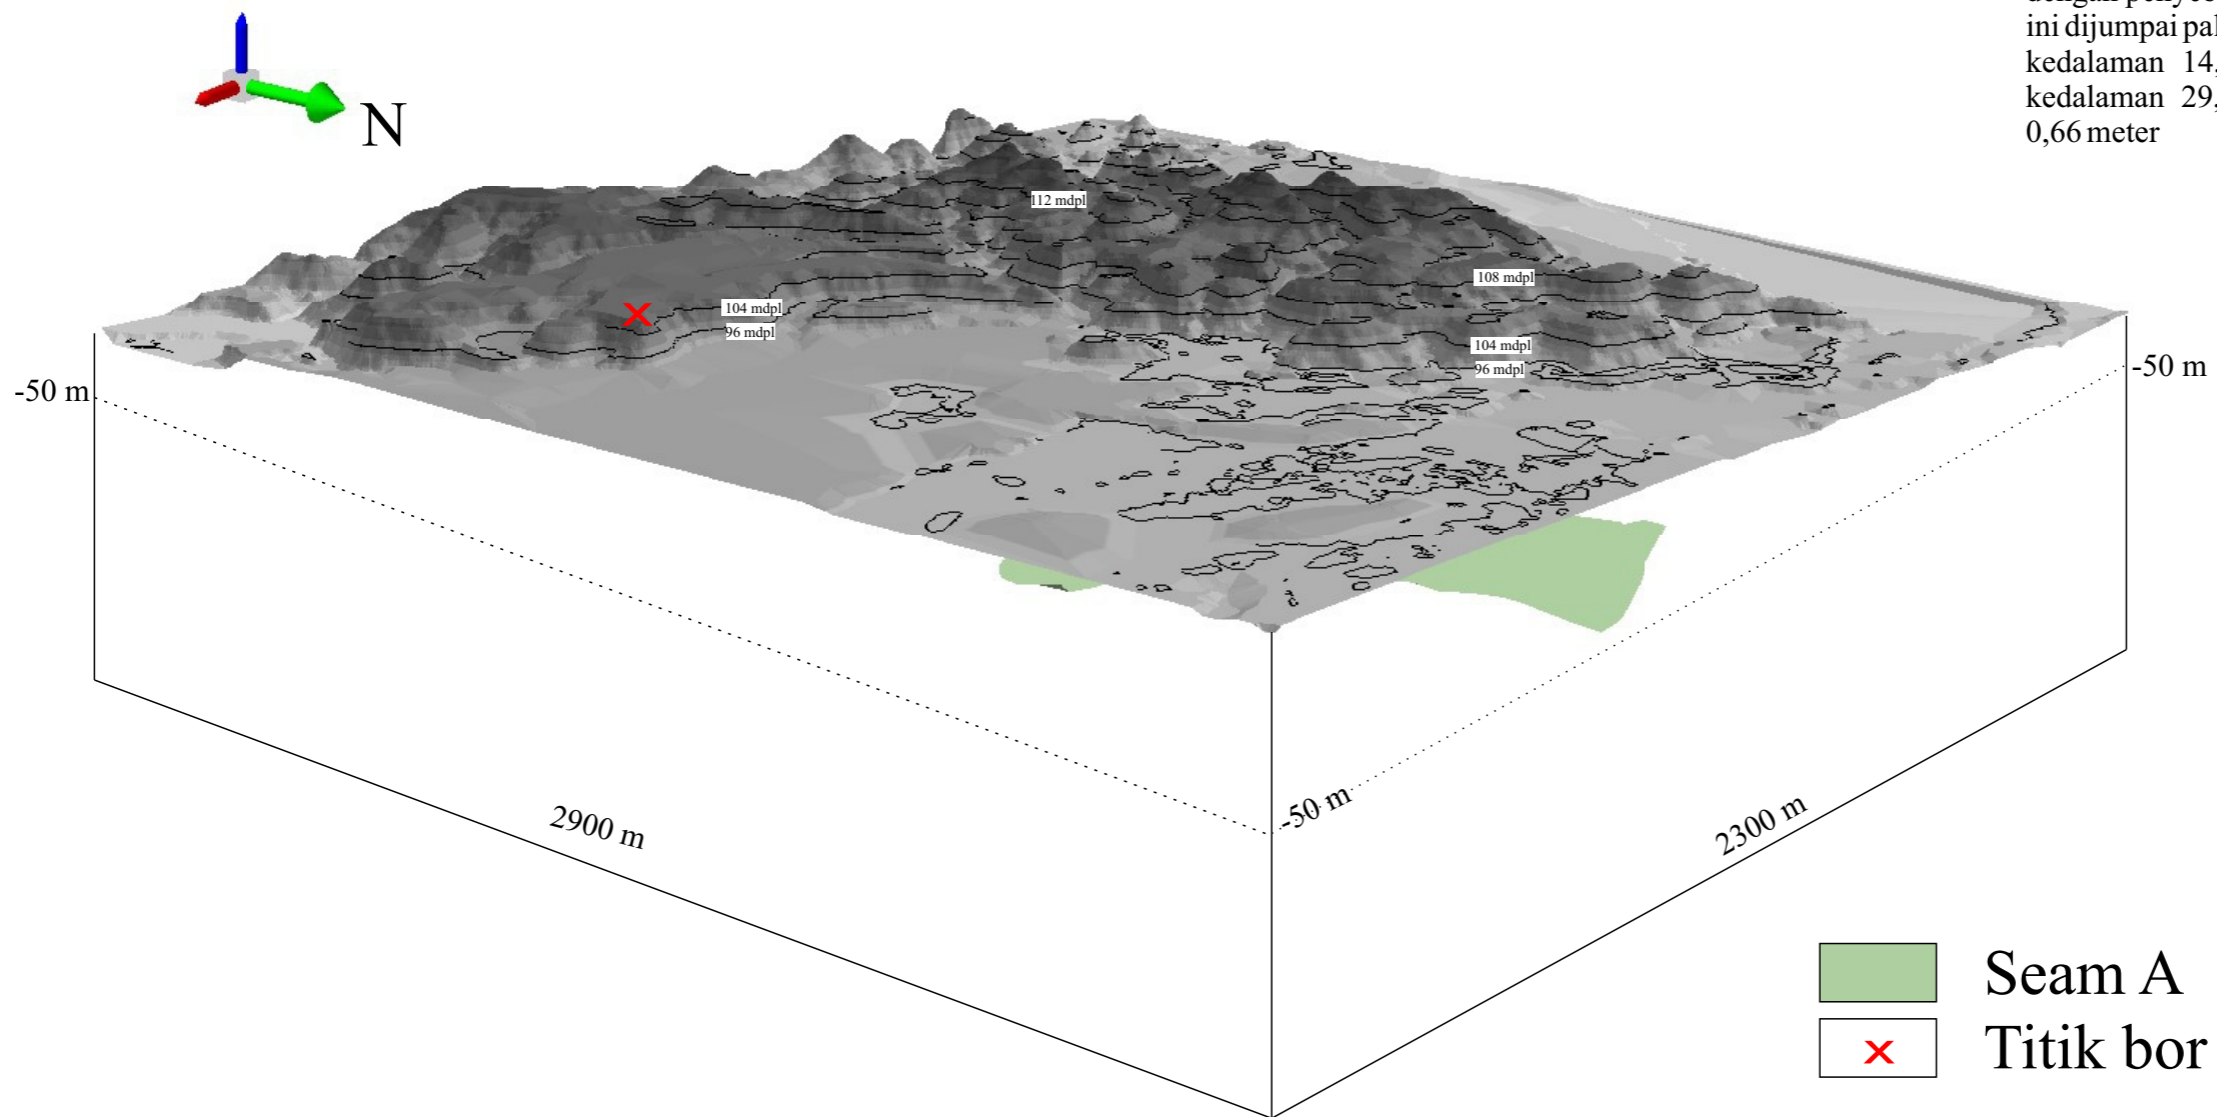 ini dijumpai
kedalaman 14,
kedalaman 29,
0,66 meter
N
112 mdpl
108 mdpl
104 mdpl
96 mdpl
104 mdpl
96 mdpl
-50 m
-50 m
-50 m
2900 m
2300 m
Seam A
Titik bor